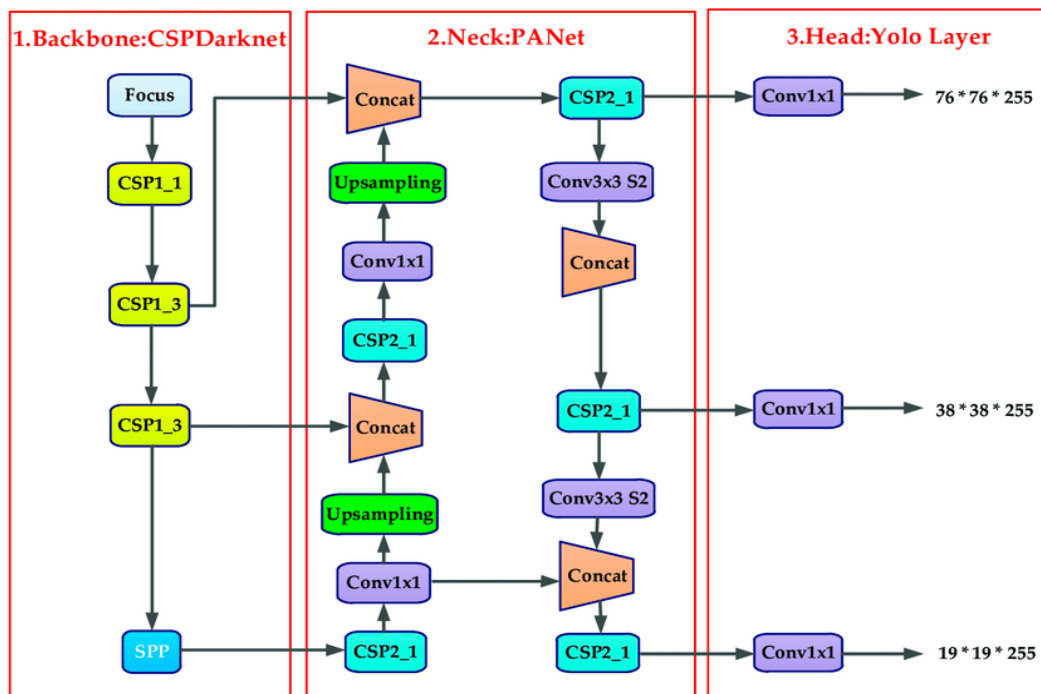 1.Backbone:CSPDarknet
Focus
CSP1_1
CSP1_3
CSP1_3
SPP
2.Neck:PANet
Concat
Upsampling
Conv1x1
CSP2_1
Concat
Upsampling
Conv1x1
CSP2_1
CSP2_1
Conv3x3 S2
Concat
CSP2_1
Conv3x3 S2
Concat
CSP2_1
3.Head:Yolo Layer
Conv1x1
76 * 76 * 255
Conv1x1
38 * 38 * 255
Conv1x1
19 * 19 * 255